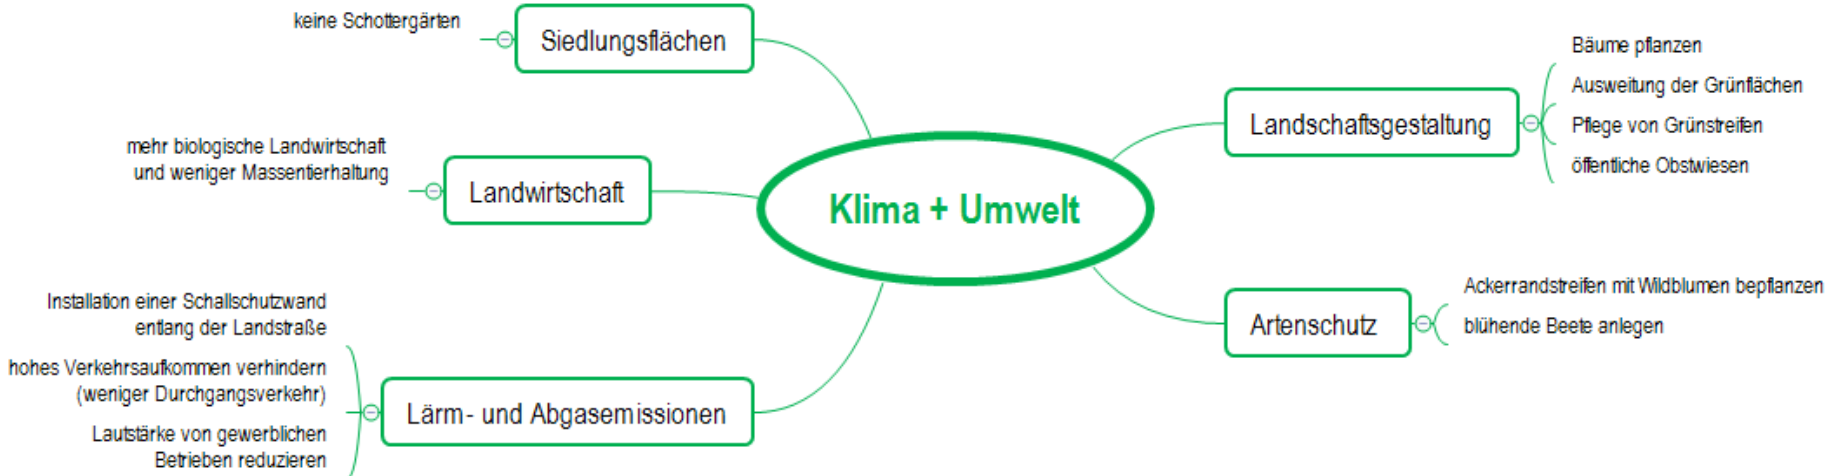 keine Schottergärten
Siedlungsflächen
mehr biologische Landwirtschaft
und weniger Massentierhaltung
Landwirtschaft
Installation einer Schallschutzwand
entlang der Landstraße
hohes Verkehrsaufkommen verhindern
(weniger Durchgangsverkehr)
Lautstärke von gewerblichen
Betrieben reduzieren
Lärm- und Abgasemissionen
Klima + Umwelt
Landschaftsgestaltung
Bäume pflanzen
Ausweitung der Grünflächen
Pflege von Grünstreifen
öffentliche Obstwiesen
Artenschutz
Ackerrandstreifen mit Wildblumen bepflanzen
blühende Beete anlegen